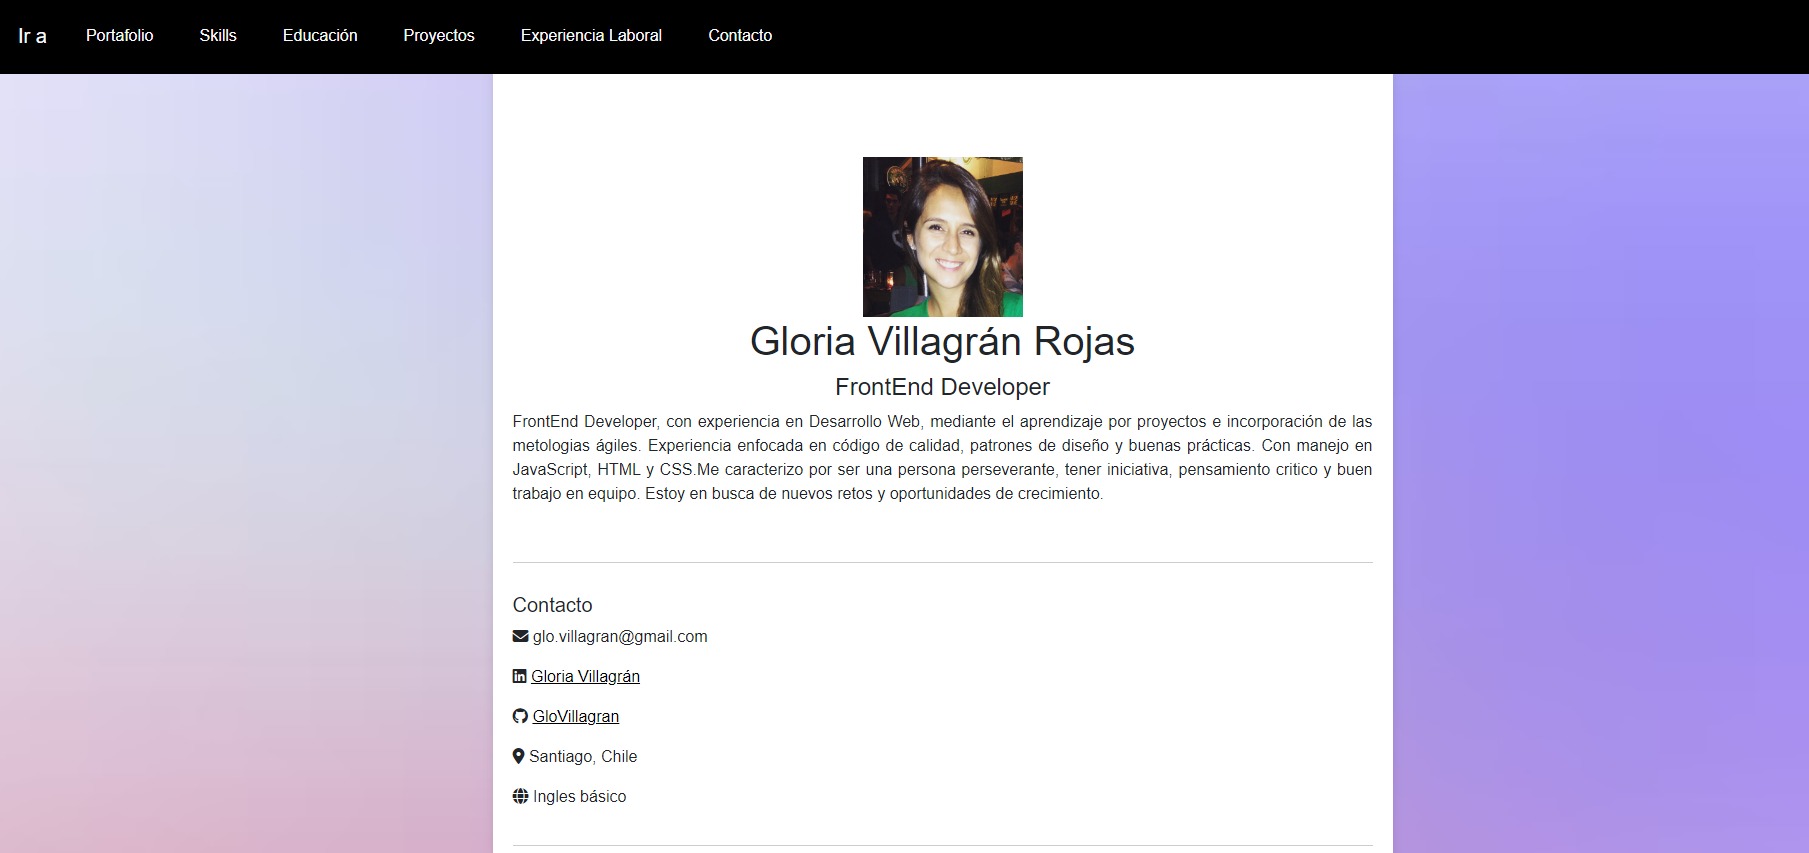 Ir a Portafolio Skills Educación Proyectos Experiencia Laboral Contacto
Gloria Villagrán Rojas
FrontEnd Developer
FrontEnd Developer, con experiencia en Desarrollo Web, mediante el aprendizaje por proyectos e incorporación de las
metologias ágiles. Experiencia enfocada en código de calidad, patrones de diseño y buenas prácticas. Con manejo en
JavaScript, HTML y CSS.Me caracterizo por ser una persona perseverante, tener iniciativa, pensamiento critico y buen
trabajo en equipo. Estoy en busca de nuevos retos y oportunidades de crecimiento.
Contacto
glo.villagran@gmail.com
Gloria Villagrán
GloVillagran
Santiago, Chile
Ingles básico